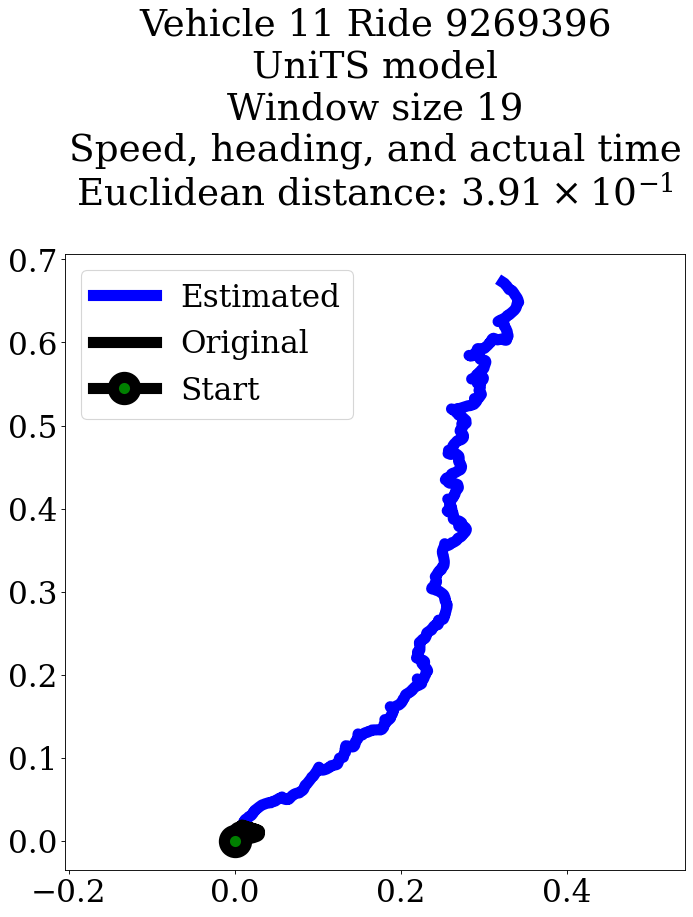 Vehicle 11 Ride 9269396
UniTS model
Window size 19
Speed, heading, and actual time
Euclidean distance: 3.91 × 10⁻¹
Estimated
Original
Start
0.7
0.6
0.5
0.4
0.3
0.2
0.1
0.0
−0.2 0.0 0.2 0.4